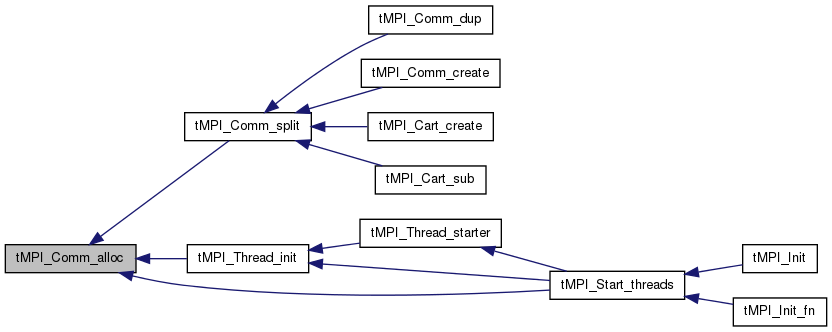 tMPI_Comm_dup
tMPI_Comm_create
tMPI_Comm_split
tMPI_Cart_create
tMPI_Cart_sub
tMPI_Comm_alloc
tMPI_Thread_init
tMPI_Thread_starter
tMPI_Start_threads
tMPI_Init
tMPI_Init_fn